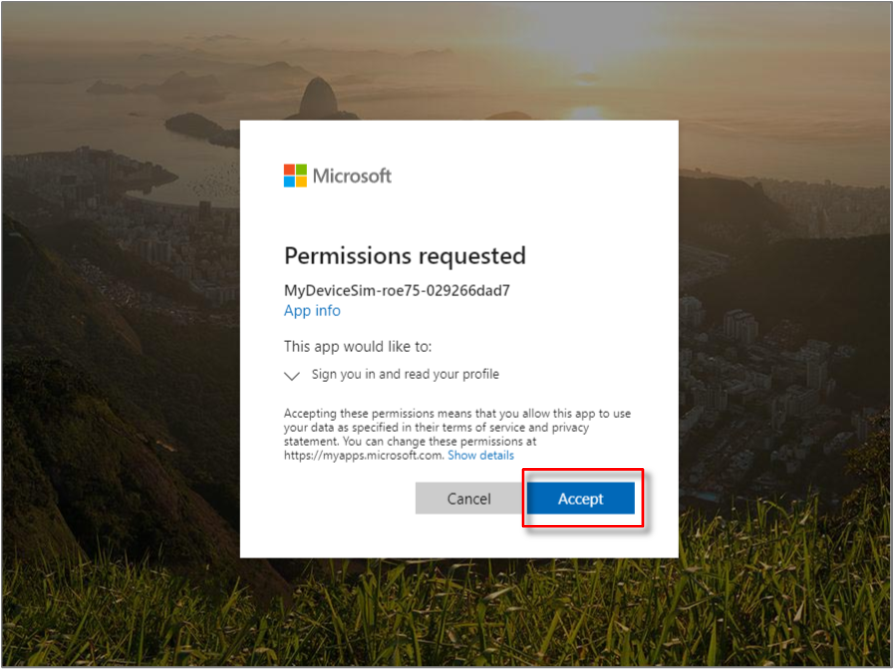 Microsoft
Permissions requested
MyDeviceSim-roe75-029266dad7
App info
This app would like to:
Sign you in and read your profile
Accepting these permissions means that you allow this app to use
your data as specified in their terms of service and privacy
statement. You can change these permissions at
https://myapps.microsoft.com. Show details
Cancel Accept